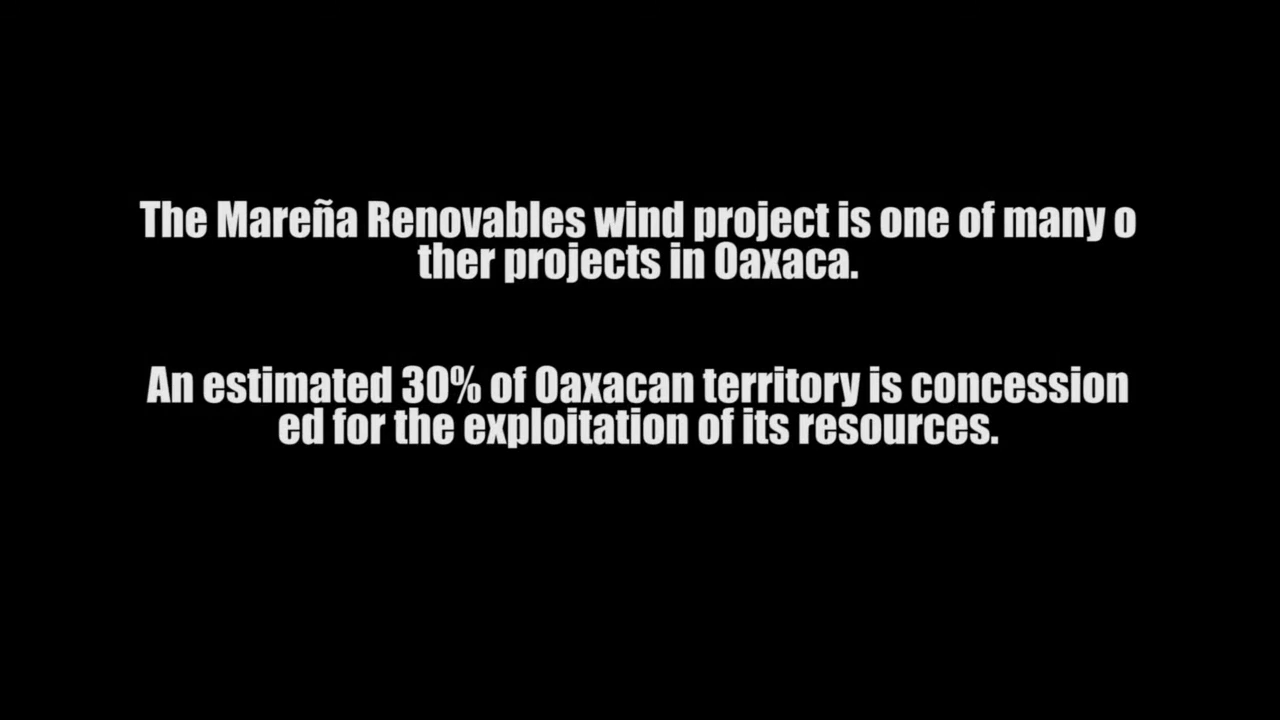 The Mareña Renovables wind project is one of many o
ther projects in Oaxaca.
An estimated 30% of Oaxacan territory is concession
ed for the exploitation of its resources.